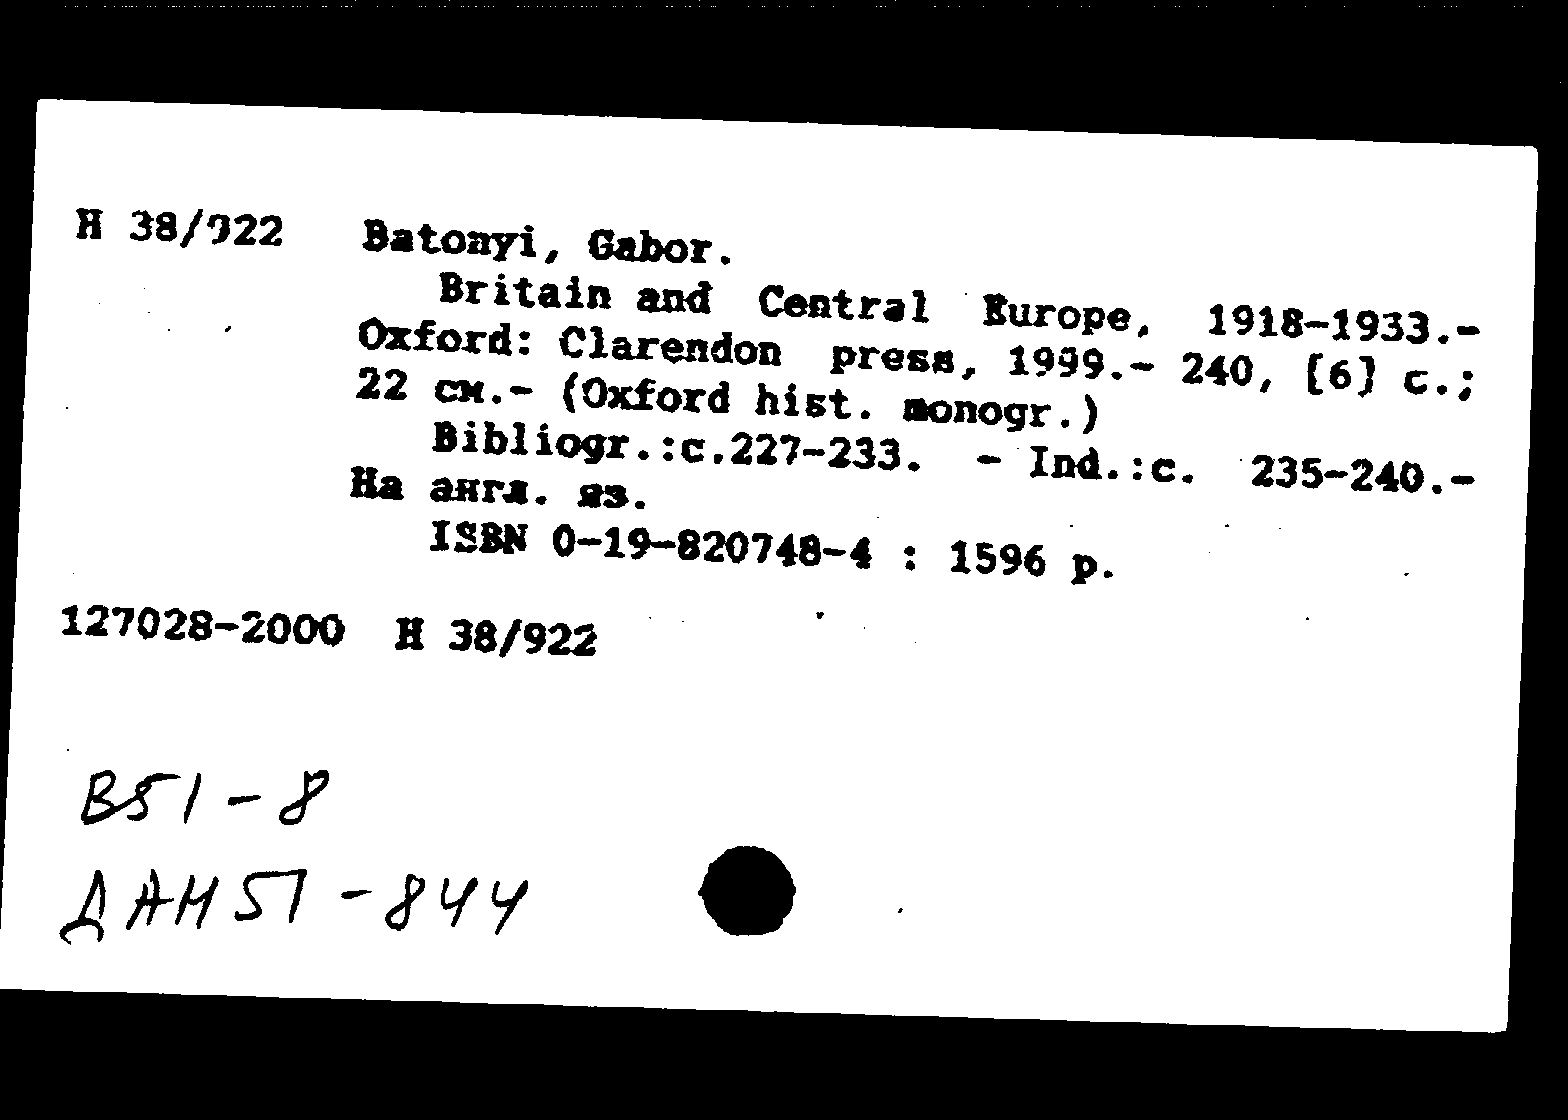 Н 38/922 Batonyi, Gabor.
Britain and Central Europe, 1918-1933.-
Oxford: Clarendon press, 1999.- 240, [6] с.;
22 см.- (Oxford hist. monogr.)
Bibliogr.:с.227-233. - Ind.:с. 235-240.-
На англ. яз.
ISBN 0-19-820748-4 : 1596 р.
127028-2000 Н 38/922
В51-8
ДАН51-844